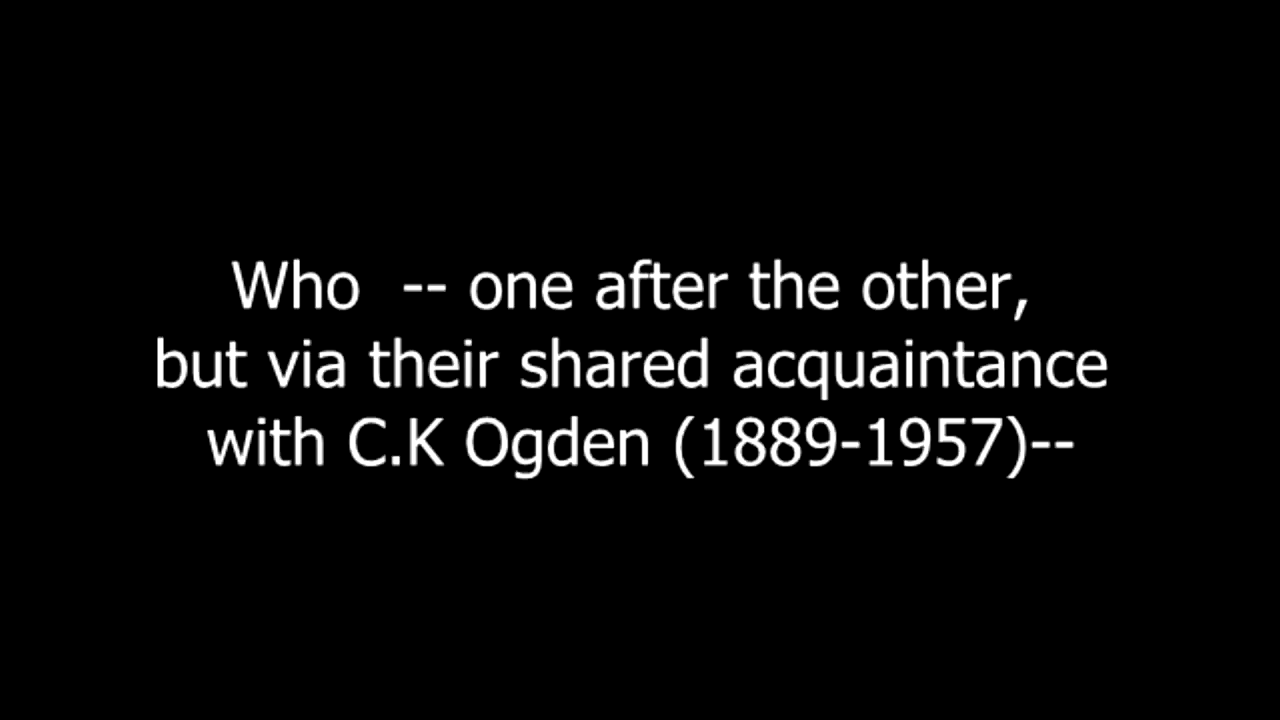 Who  -- one after the other,
but via their shared acquaintance
with C.K Ogden (1889-1957)--